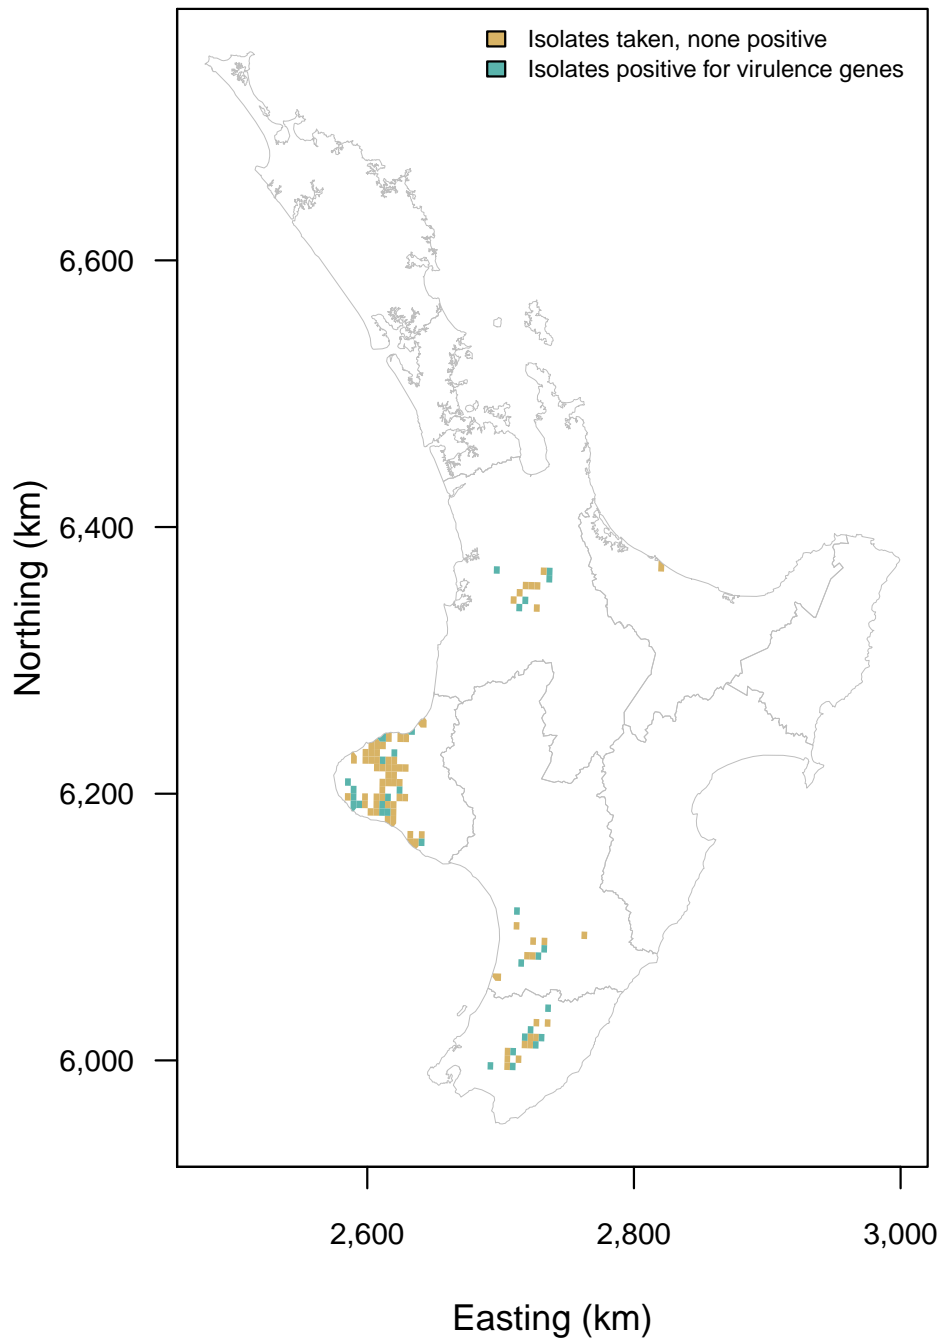 Isolates taken, none positive
Isolates positive for virulence genes
6,600
6,400
6,200
6,000
Northing (km)
2,600
2,800
3,000
Easting (km)